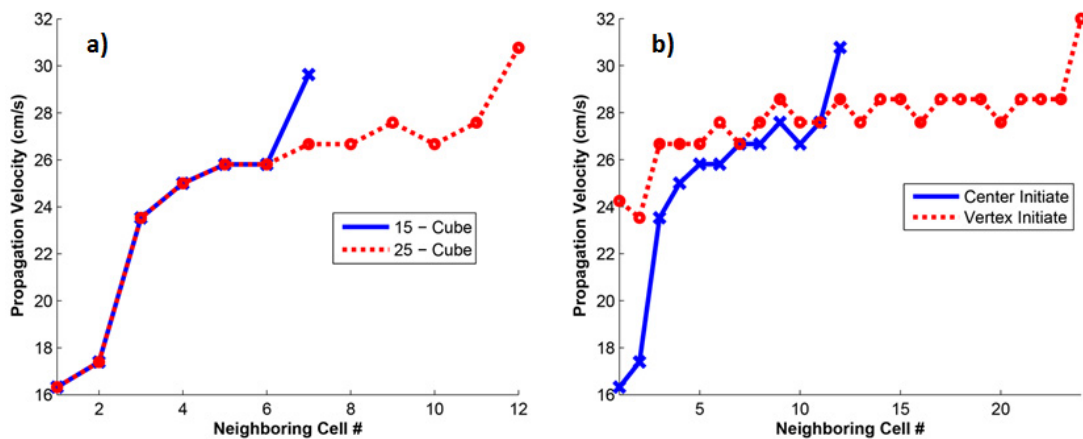 a)
32
30
28
26
24
22
20
18
16
Propagation Velocity (cm/s)
15 − Cube
25 − Cube
2 4 6 8 10 12
Neighboring Cell #
b)
32
30
28
26
24
22
20
18
16
Propagation Velocity (cm/s)
Center Initiate
Vertex Initiate
5 10 15 20
Neighboring Cell #